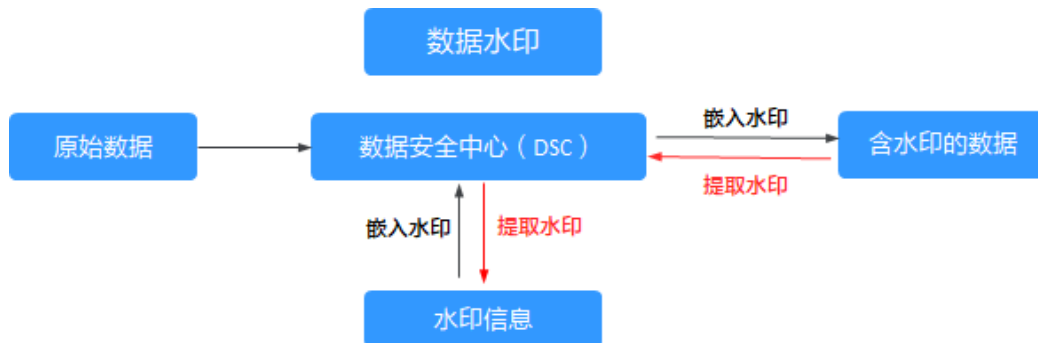 数据水印
原始数据
数据安全中心（DSC）
嵌入水印
提取水印
含水印的数据
嵌入水印
提取水印
水印信息